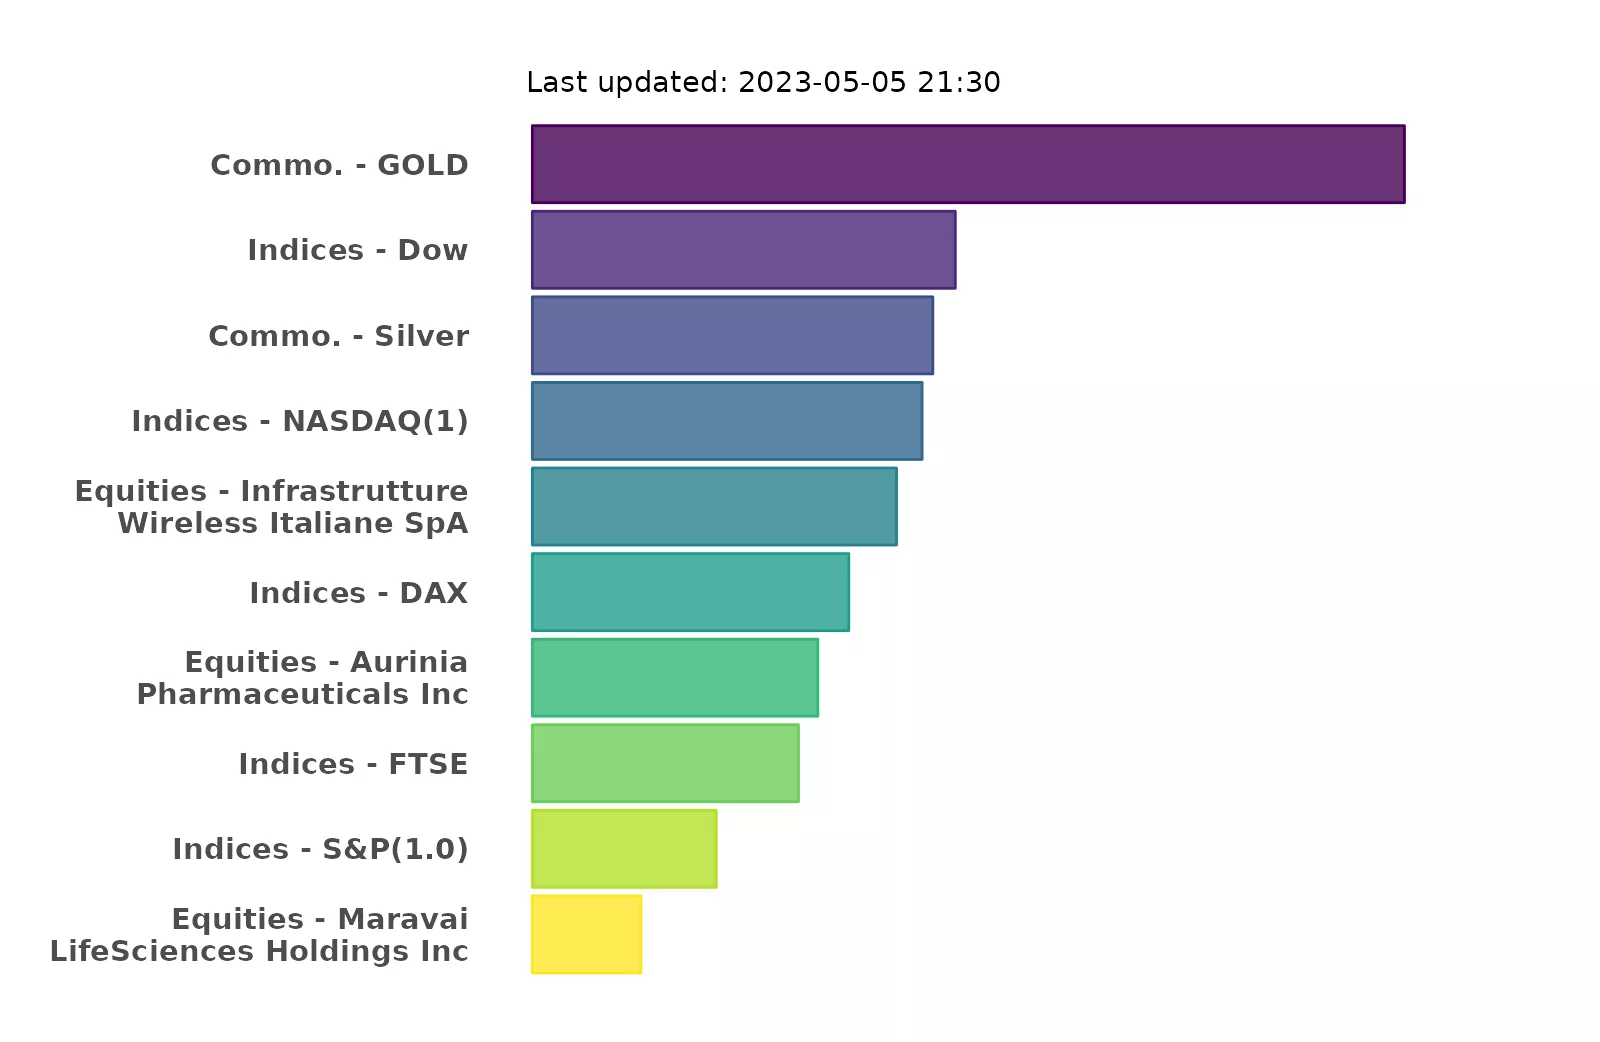 Last updated: 2023-05-05 21:30
Commo. - GOLD
Indices - Dow
Commo. - Silver
Indices - NASDAQ(1)
Equities - Infrastrutture
Wireless Italiane SpA
Indices - DAX
Equities - Aurinia
Pharmaceuticals Inc
Indices - FTSE
Indices - S&P(1.0)
Equities - Maravai
LifeSciences Holdings Inc